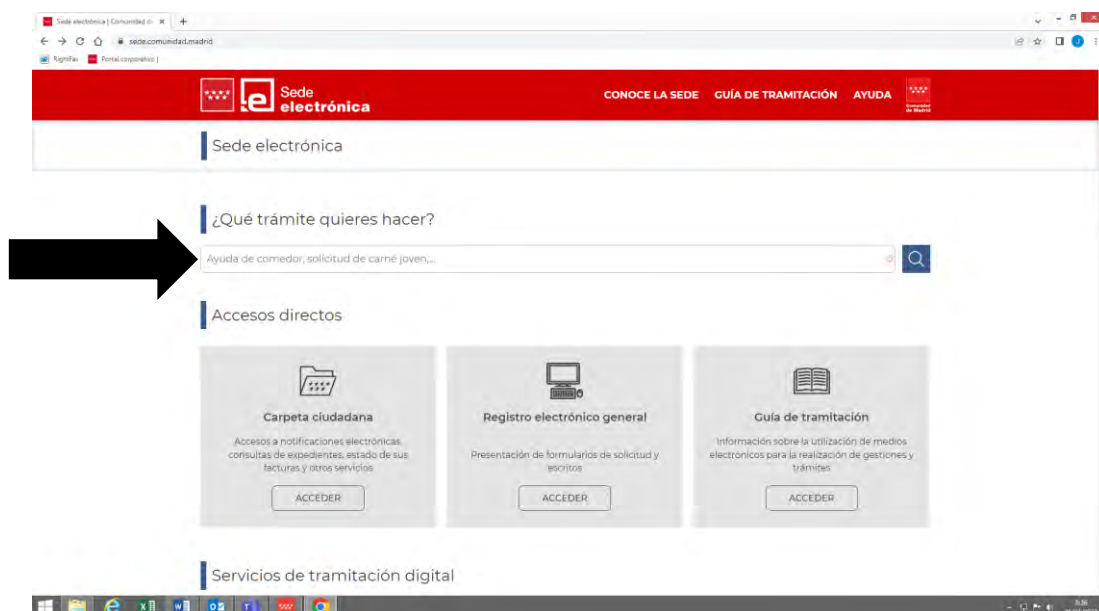 Sede electrónica | Comunidad d
sede.comunidad.madrid
RightFax Portal corporativo |
Sede
electrónica
CONOCE LA SEDE GUÍA DE TRAMITACIÓN AYUDA
Comunidad
de Madrid
Sede electrónica
¿Qué trámite quieres hacer?
Ayuda de comedor, solicitud de carné joven,...
Accesos directos
Carpeta ciudadana
Accesos a notificaciones electrónicas,
consultas de expedientes, estado de sus
facturas y otros servicios
ACCEDER
Registro electrónico general
Presentación de formularios de solicitud y
escritos
ACCEDER
Guía de tramitación
Información sobre la utilización de medios
electrónicos para la realización de gestiones y
trámites
ACCEDER
Servicios de tramitación digital